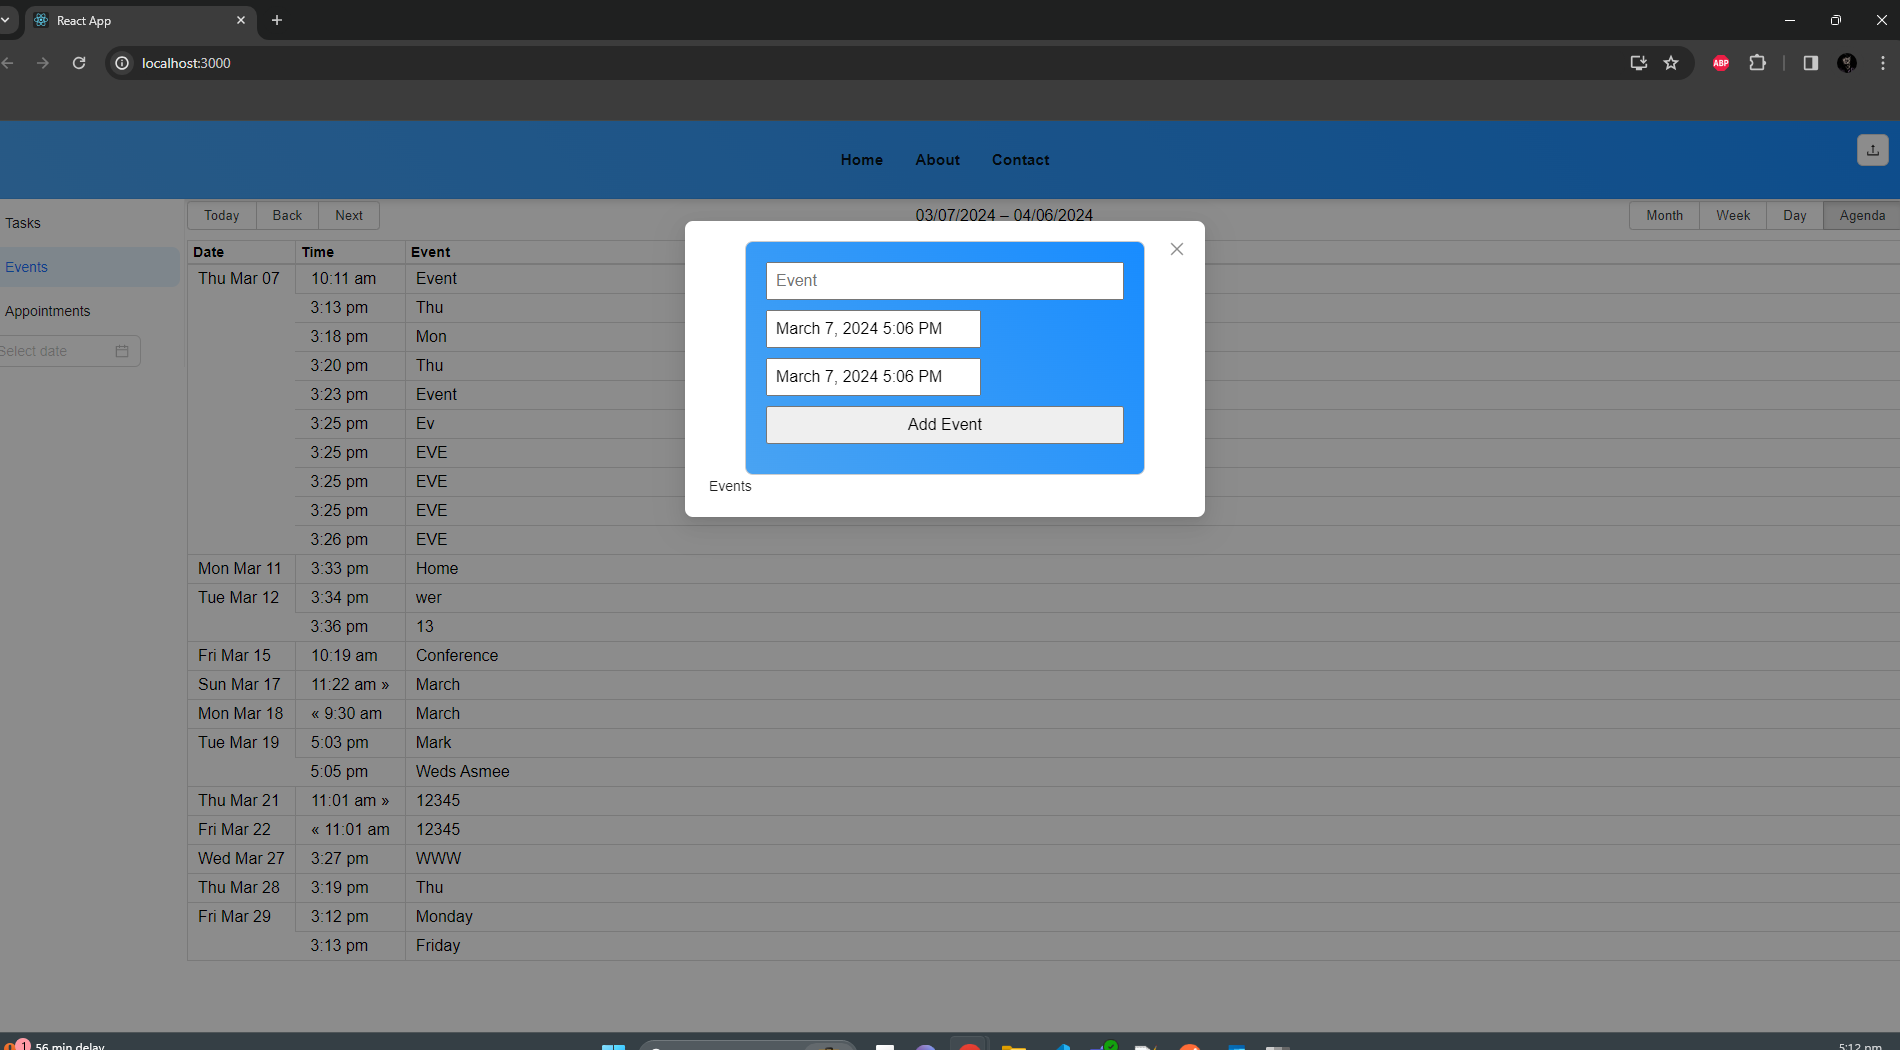 React App
localhost:3000
ABP
Home About Contact
Tasks
Events
Appointments
Select date
Today Back Next
03/07/2024 – 04/06/2024
Month Week Day Agenda
Date Time Event
Thu Mar 07 10:11 am Event
3:13 pm Thu
3:18 pm Mon
3:20 pm Thu
3:23 pm Event
3:25 pm Ev
3:25 pm EVE
3:25 pm EVE
3:25 pm EVE
3:26 pm EVE
Mon Mar 11 3:33 pm Home
Tue Mar 12 3:34 pm wer
3:36 pm 13
Fri Mar 15 10:19 am Conference
Sun Mar 17 11:22 am » March
Mon Mar 18 « 9:30 am March
Tue Mar 19 5:03 pm Mark
5:05 pm Weds Asmee
Thu Mar 21 11:01 am » 12345
Fri Mar 22 « 11:01 am 12345
Wed Mar 27 3:27 pm WWW
Thu Mar 28 3:19 pm Thu
Fri Mar 29 3:12 pm Monday
3:13 pm Friday
Event
March 7, 2024 5:06 PM
March 7, 2024 5:06 PM
Add Event
Events
1 56 min delay
5:12 pm